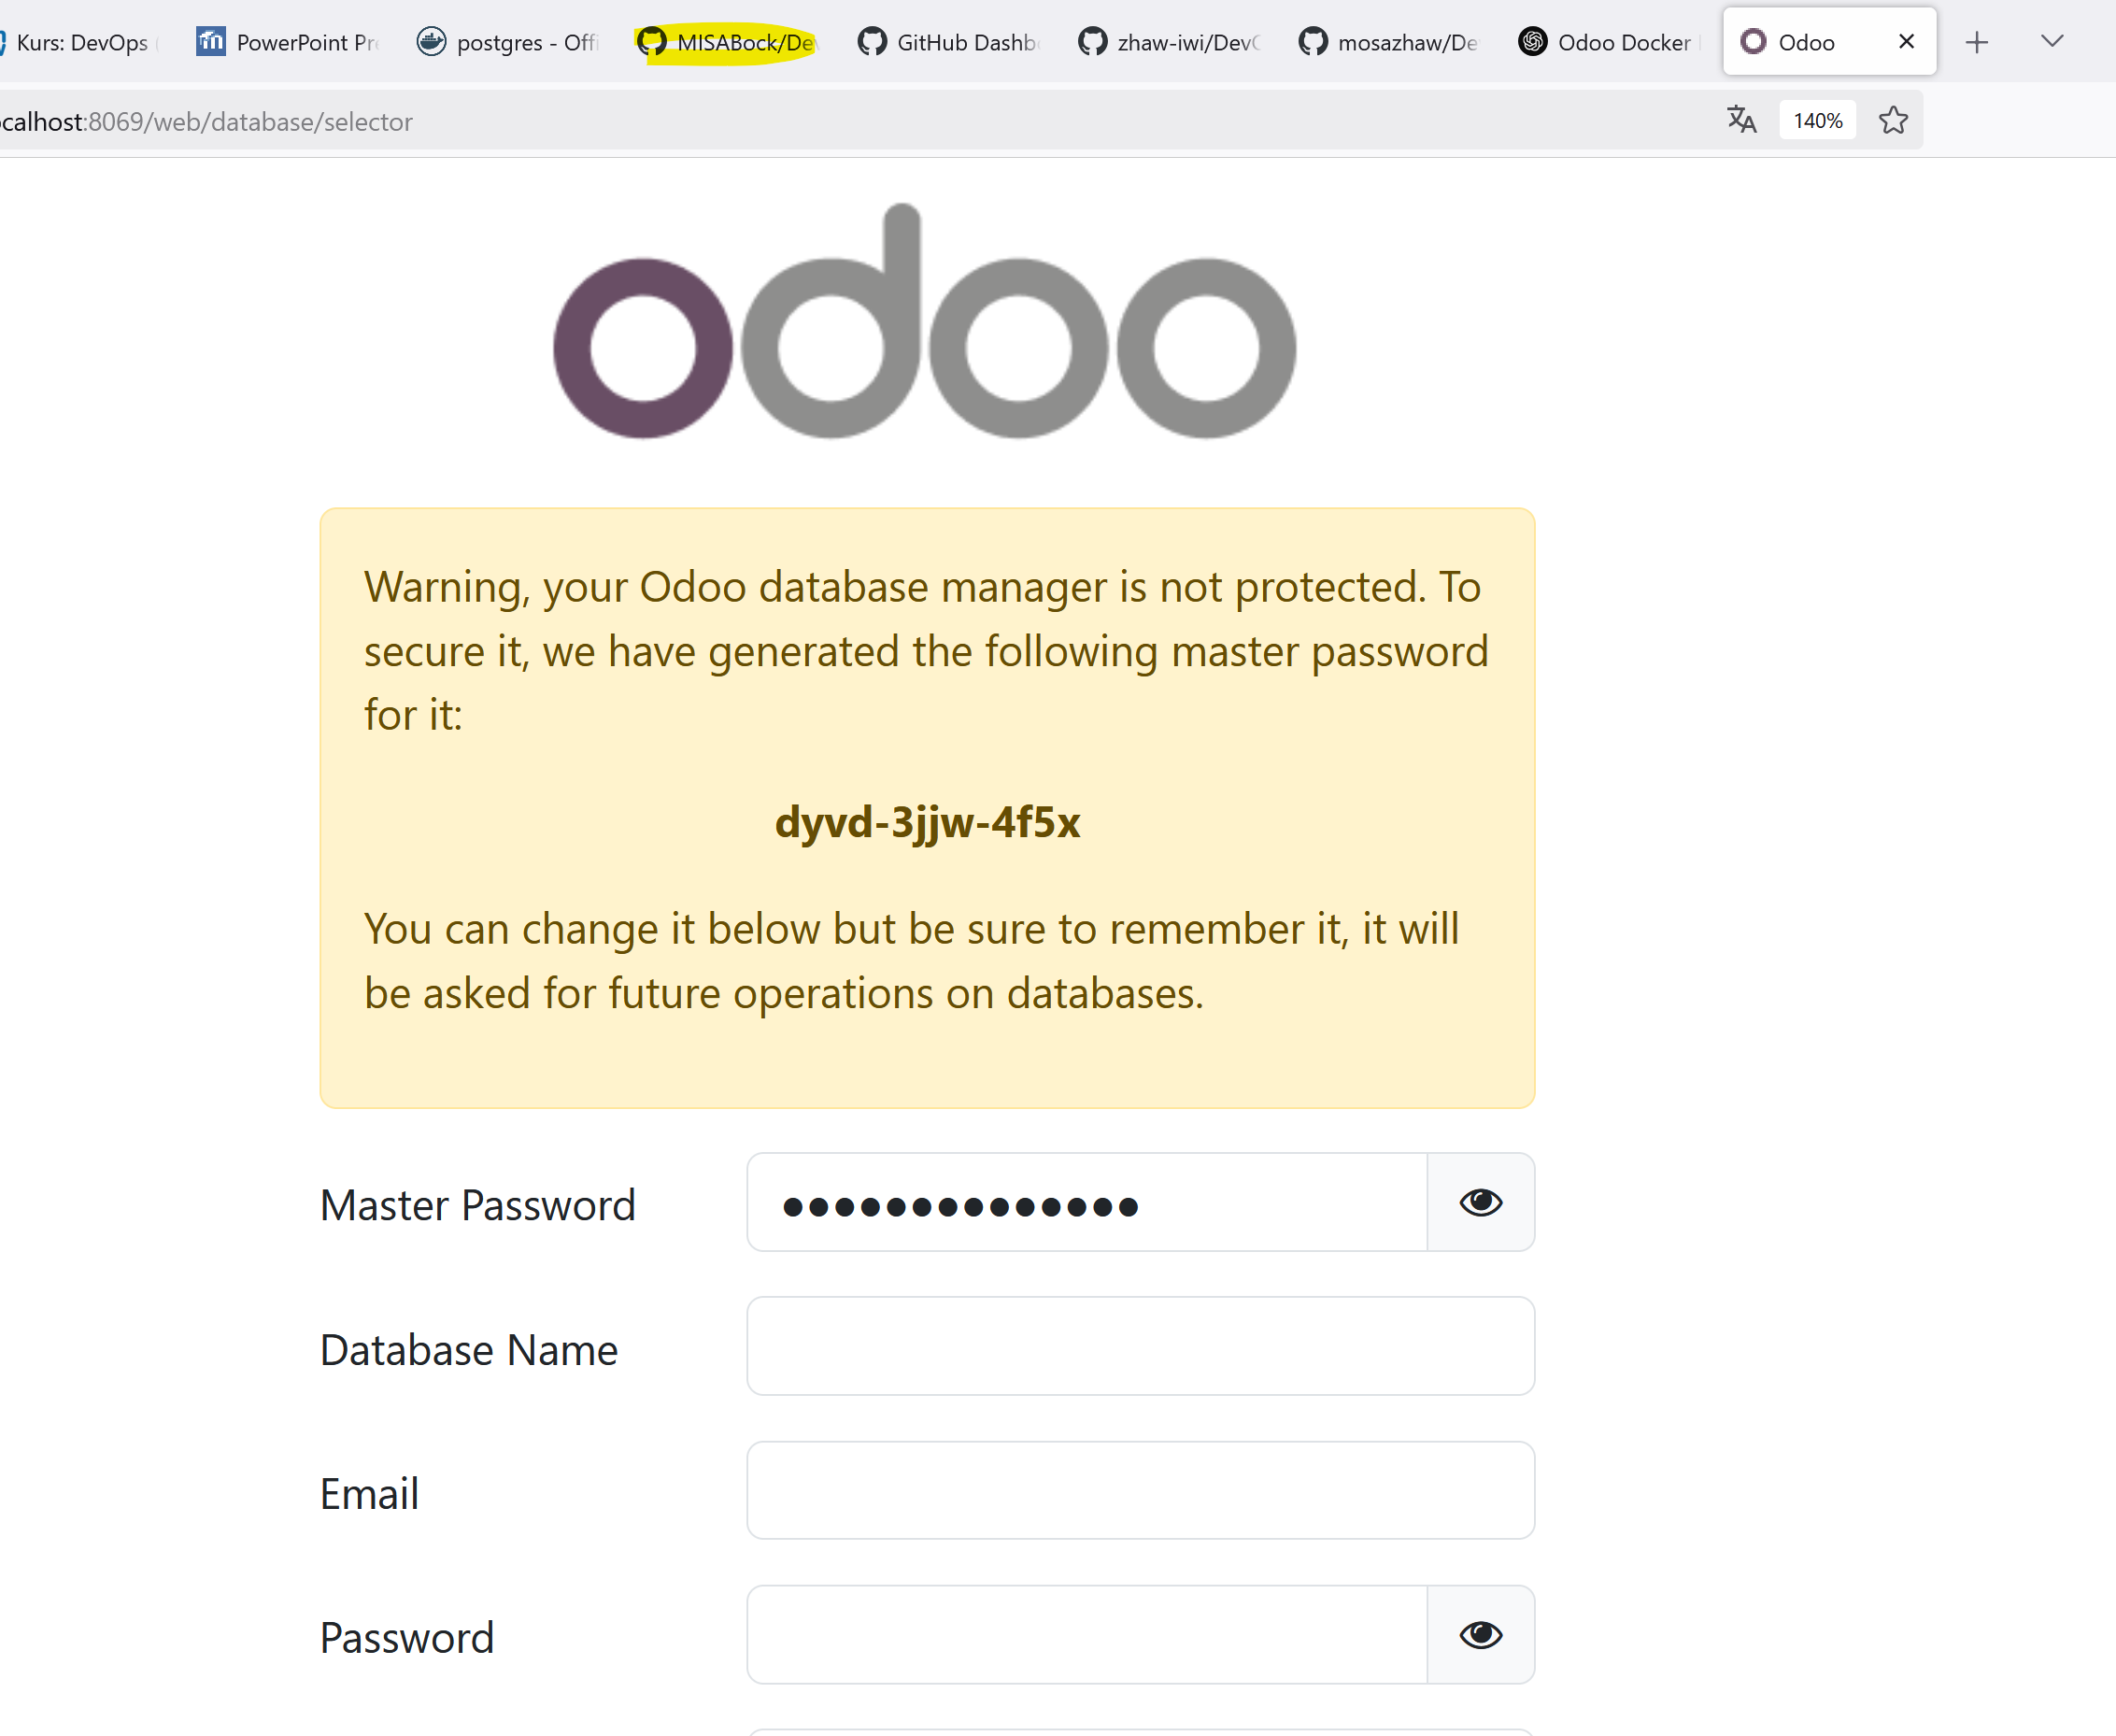 Kurs: DevOps
PowerPoint Pr
postgres - Offi
MISABock/De
GitHub Dashb
zhaw-iwi/Dev
mosazhaw/De
Odoo Docker
Odoo
calhost:8069/web/database/selector
140%
odoo
Warning, your Odoo database manager is not protected. To
secure it, we have generated the following master password
for it:
dyvd-3jjw-4f5x
You can change it below but be sure to remember it, it will
be asked for future operations on databases.
Master Password
Database Name
Email
Password